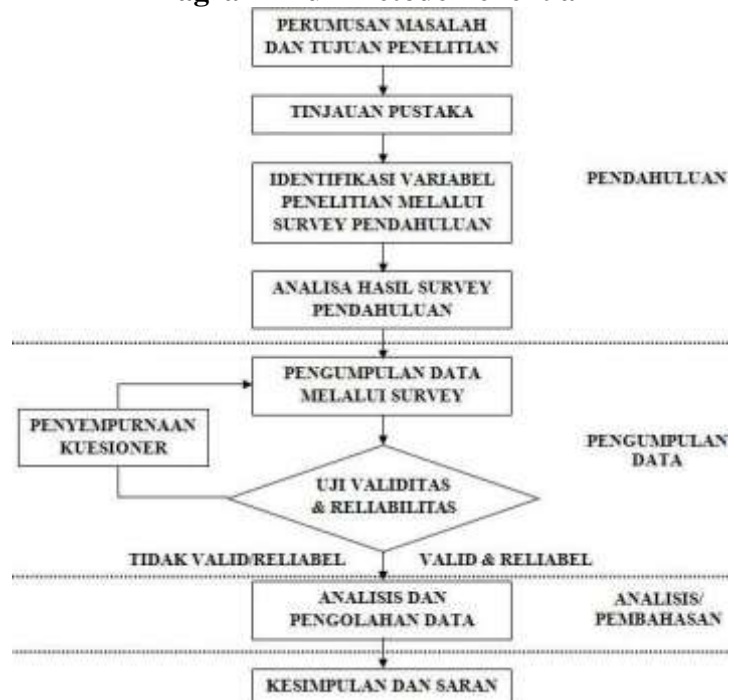 PERUMUSAN MASALAH
DAN TUJUAN PENELITIAN
TINJAUAN PUSTAKA
IDENTIFIKASI VARIABEL
PENELITIAN MELALUI
SURVEY PENDAHULUAN
PENDAHULUAN
ANALISA HASIL SURVEY
PENDAHULUAN
PENGUMPULAN DATA
MELALUI SURVEY
PENYEMPURNAAN
KUESIONER
PENGUMPULAN
DATA
UJI VALIDITAS
& RELIABILITAS
TIDAK VALID/RELIABEL
VALID & RELIABEL
ANALISIS DAN
PENGOLAHAN DATA
ANALISIS/
PEMBAHASAN
KESIMPULAN DAN SARAN